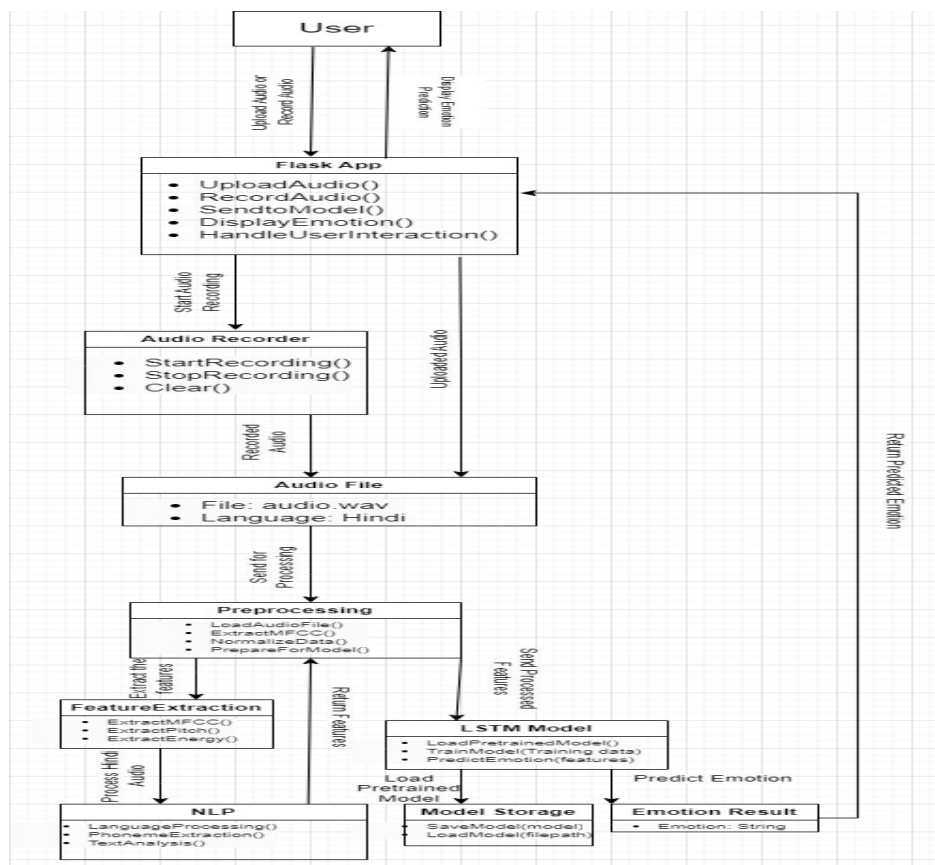 User
Upload Audio or
Record Audio
Display Emotion
Prediction
Flask App
• UploadAudio()
• RecordAudio()
• SendtoModel()
• DisplayEmotion()
• HandleUserInteraction()
Start Audio
Recording
Uploaded Audio
Audio Recorder
• StartRecording()
• StopRecording()
• Clear()
Recorded
Audio
Return Predicted Emotion
Audio File
• File: audio.wav
• Language: Hindi
Send for
Processing
Preprocessing
• LoadAudioFile()
• ExtractMFCC()
• NormalizeData()
• PrepareForModel()
Extract the
features
Return Features
Send Processed
Features
FeatureExtraction
• ExtractMFCC()
• ExtractPitch()
• ExtractEnergy()
LSTM Model
• LoadPretrainedModel()
• TrainModel(Training data)
• PredictEmotion(features)
Process Hindi
Audio
Load
Pretrained
Model
Predict Emotion
NLP
• LanguageProcessing()
• PhonemeExtraction()
• TextAnalysis()
Model Storage
• SaveModel(model)
• LoadModel(filepath)
Emotion Result
• Emotion: String